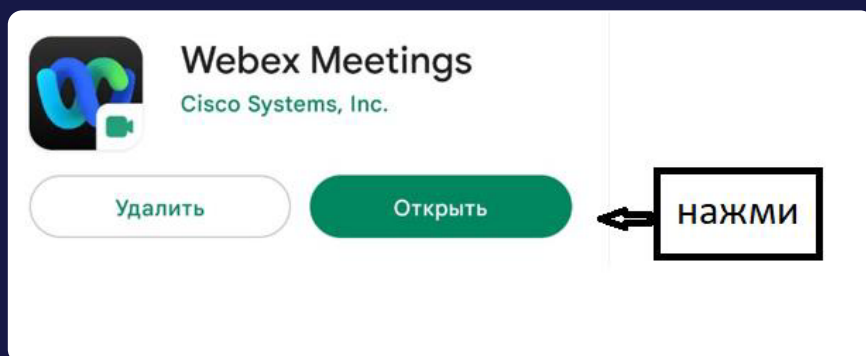 Webex Meetings
Cisco Systems, Inc.
Удалить
Открыть
нажми